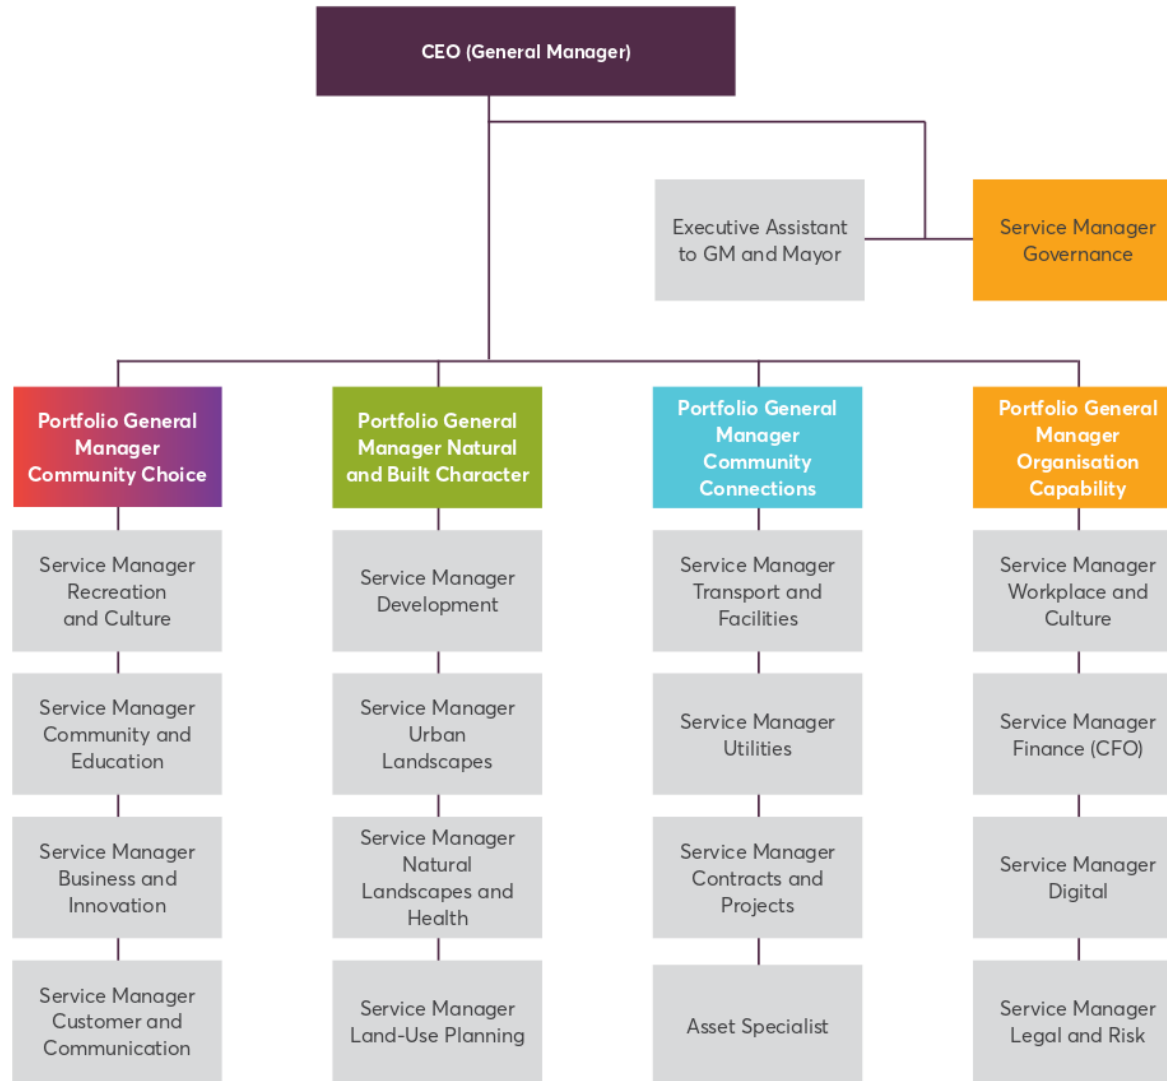 CEO (General Manager)
Executive Assistant
to GM and Mayor
Service Manager
Governance
Portfolio General
Manager
Community Choice
Portfolio General
Manager Natural
and Built Character
Portfolio General
Manager
Community
Connections
Portfolio General
Manager
Organisation
Capability
Service Manager
Recreation
and Culture
Service Manager
Development
Service Manager
Transport and
Facilities
Service Manager
Workplace and
Culture
Service Manager
Community and
Education
Service Manager
Urban
Landscapes
Service Manager
Utilities
Service Manager
Finance (CFO)
Service Manager
Business and
Innovation
Service Manager
Natural
Landscapes and
Health
Service Manager
Contracts and
Projects
Service Manager
Digital
Service Manager
Customer and
Communication
Service Manager
Land-Use Planning
Asset Specialist
Service Manager
Legal and Risk